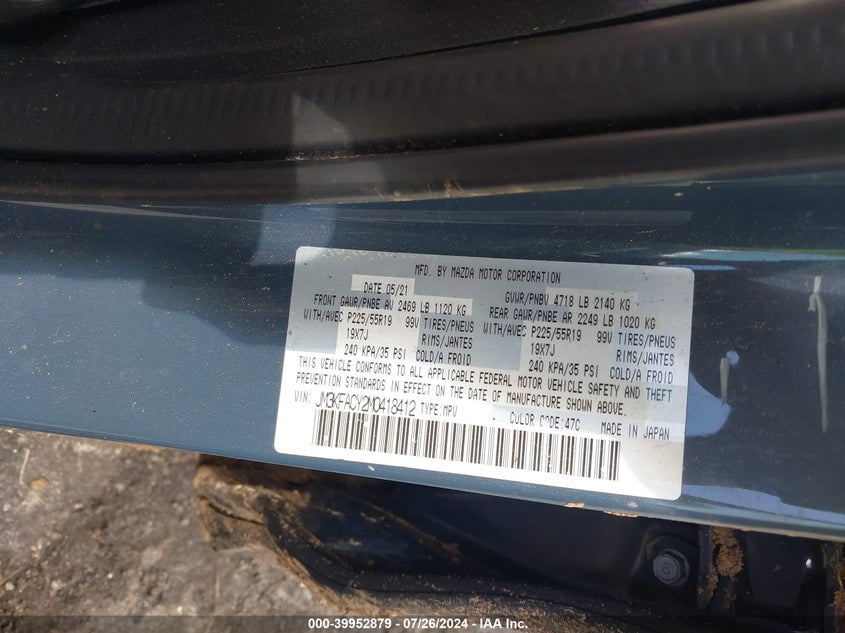 MFD. BY MAZDA MOTOR CORPORATION
DATE 05/21 GVWR/PNBV 4718 LB 2140 KG
FRONT GAWR/PNBE AV 2469 LB 1120 KG REAR GAWR/PNBE AR 2249 LB 1020 KG
WITH/AVEC P225/55R19 99V TIRES/PNEUS WITH/AVEC P225/55R19 99V TIRES/PNEUS
19X7J RIMS/JANTES 19X7J RIMS/JANTES
240 KPA/35 PSI COLD/A FROID 240 KPA/35 PSI COLD/A FROID
THIS VEHICLE CONFORMS TO ALL APPLICABLE FEDERAL MOTOR VEHICLE SAFETY AND THEFT
PREVENTION STANDARDS IN EFFECT ON THE DATE OF MANUFACTURE SHOWN ABOVE.
VIN: JM3KFACY2M0418412 TYPE:MPV COLOR CODE:47C MADE IN JAPAN
8
000-39952879 - 07/26/2024 - IAA, Inc.